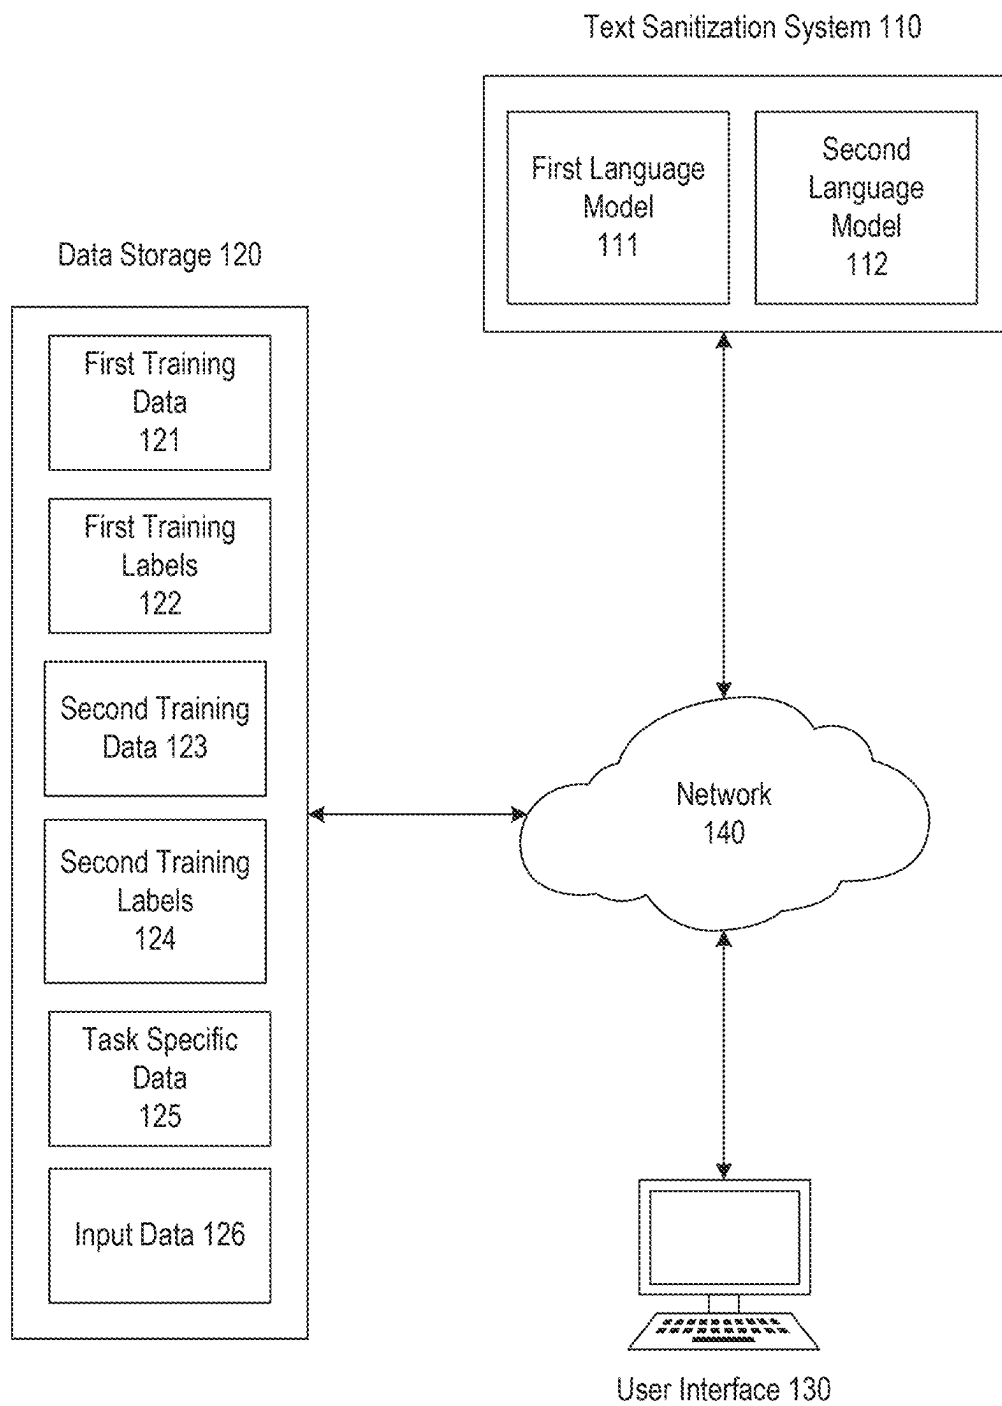 Text Sanitization System 110
First Language
Model
111
Second
Language
Model
112
Data Storage 120
First Training
Data
121
First Training
Labels
122
Second Training
Data 123
Second Training
Labels
124
Task Specific
Data
125
Input Data 126
Network
140
User Interface 130